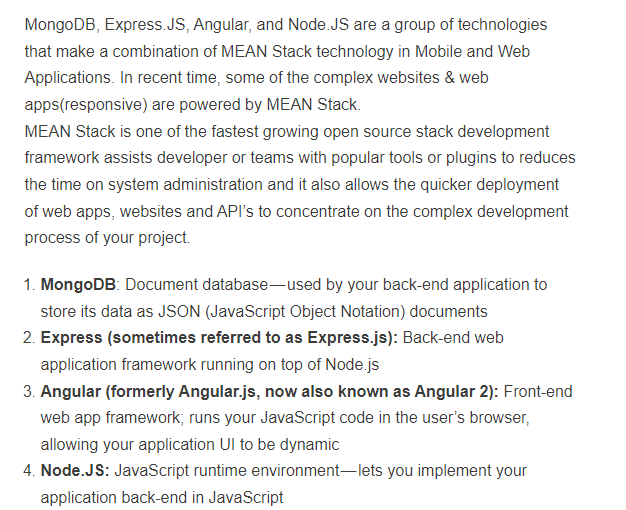 MongoDB, Express.JS, Angular, and Node.JS are a group of technologies
that make a combination of MEAN Stack technology in Mobile and Web
Applications. In recent time, some of the complex websites & web
apps(responsive) are powered by MEAN Stack.
MEAN Stack is one of the fastest growing open source stack development
framework assists developer or teams with popular tools or plugins to reduces
the time on system administration and it also allows the quicker deployment
of web apps, websites and API's to concentrate on the complex development
process of your project.
1. MongoDB: Document database—used by your back-end application to
store its data as JSON (JavaScript Object Notation) documents
2. Express (sometimes referred to as Express.js): Back-end web
application framework running on top of Node.js
3. Angular (formerly Angular.js, now also known as Angular 2): Front-end
web app framework; runs your JavaScript code in the user's browser,
allowing your application UI to be dynamic
4. Node.JS: JavaScript runtime environment—lets you implement your
application back-end in JavaScript